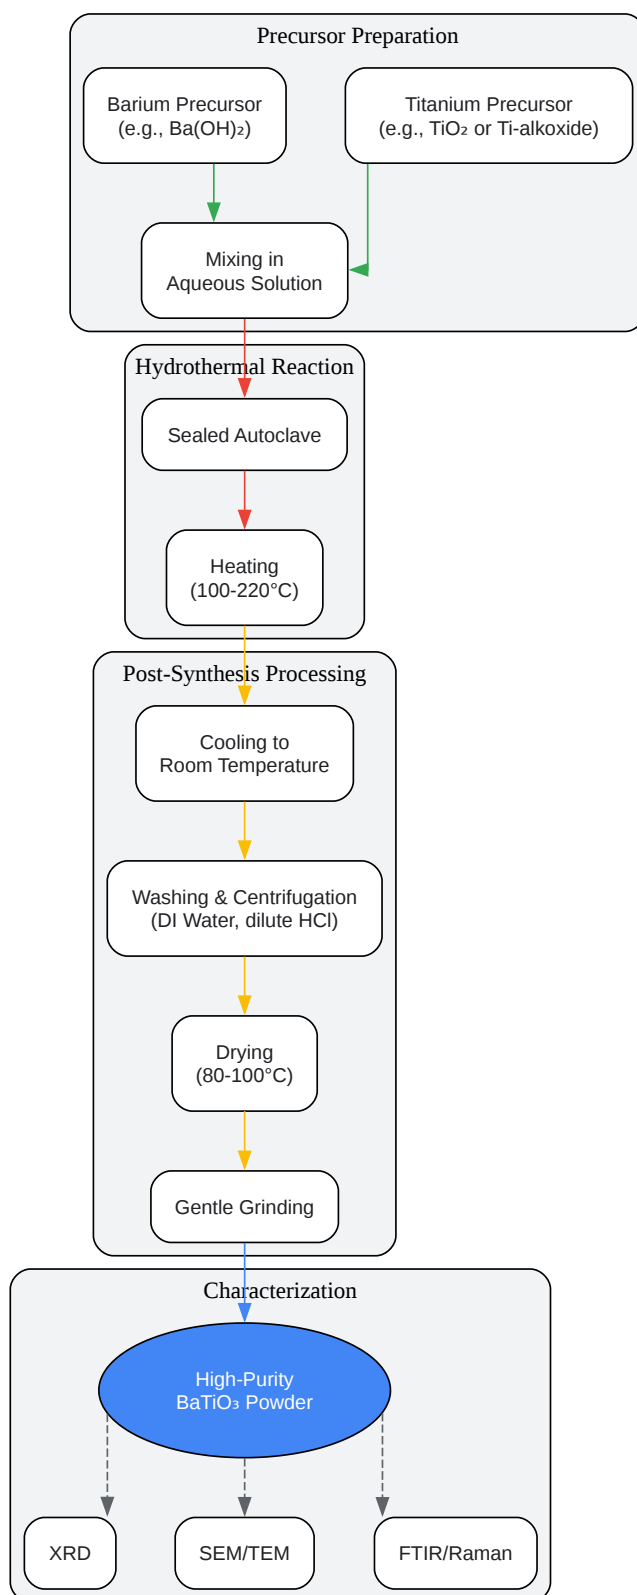 Precursor Preparation
Barium Precursor
(e.g., Ba(OH)₂)
Titanium Precursor
(e.g., TiO₂ or Ti-alkoxide)
Mixing in
Aqueous Solution
Hydrothermal Reaction
Sealed Autoclave
Heating
(100-220°C)
Post-Synthesis Processing
Cooling to
Room Temperature
Washing & Centrifugation
(DI Water, dilute HCl)
Drying
(80-100°C)
Gentle Grinding
Characterization
High-Purity
BaTiO₃ Powder
XRD
SEM/TEM
FTIR/Raman